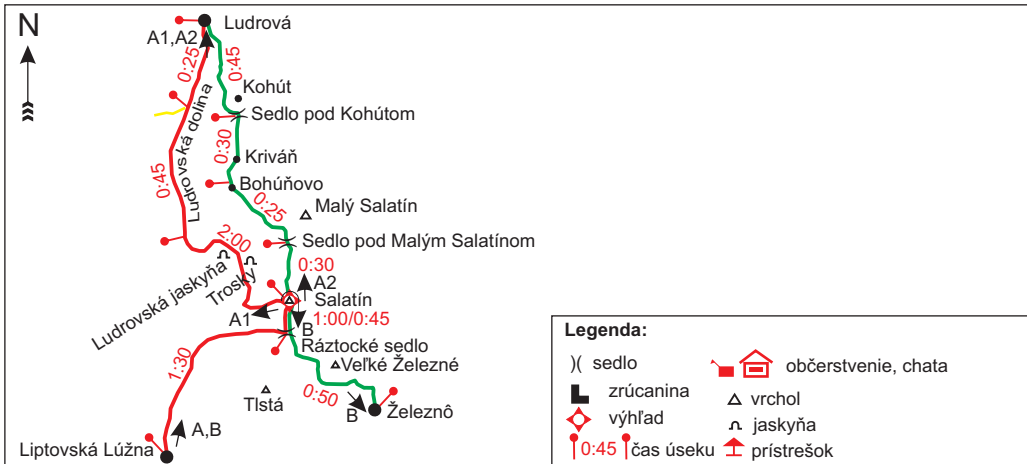 N
Ludrová
A1,A2
0:25
0:45
Kohút
Sedlo pod Kohútom
Ludrovská dolina
0:30
Kriváň
0:45
Bohúňovo
0:25
Malý Salatín
Sedlo pod Malým Salatínom
2:00
Ludrovská jaskyňa
Trosky
0:30
A2
Salatín
A1
1:00/0:45
B
Ráztocké sedlo
1:30
Veľké Železné
Tlstá
0:50
B
Železnô
A,B
Liptovská Lúžna
Legenda:
)( sedlo
občerstvenie, chata
zrúcanina
vrchol
výhľad
jaskyňa
0:45 čas úseku
prístrešok